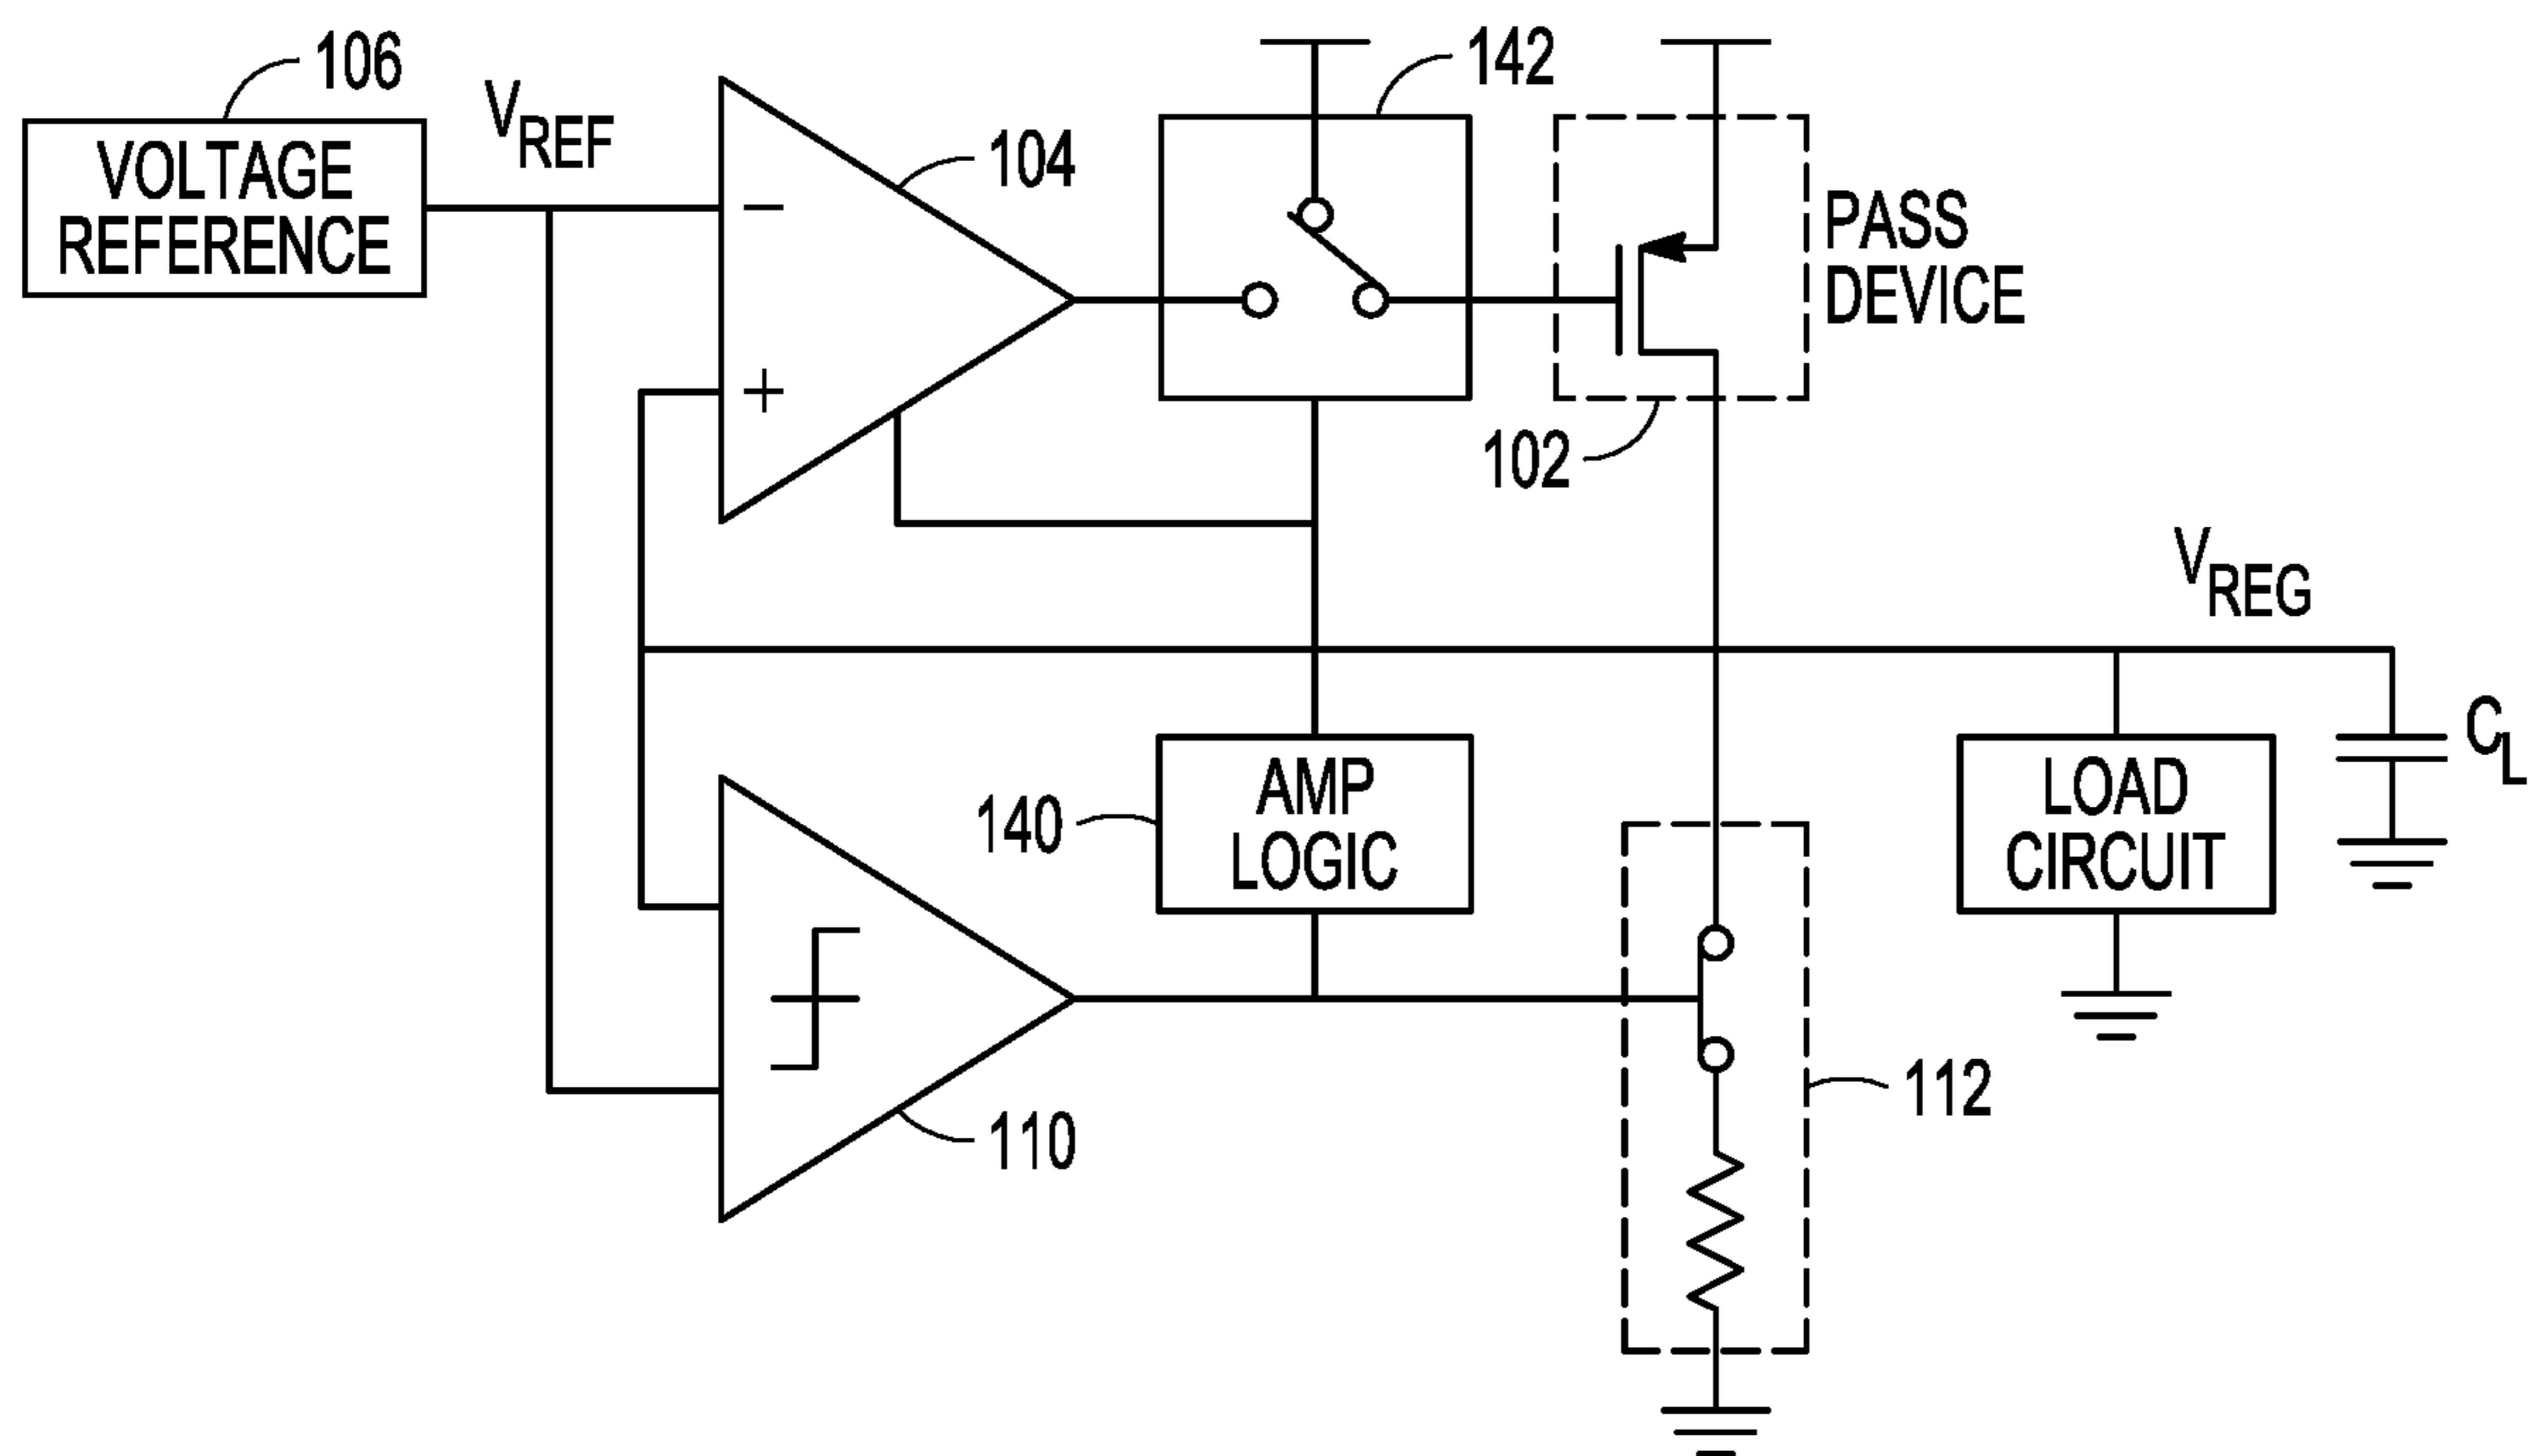 106
VOLTAGE
REFERENCE
VREF
−
+
104
142
PASS
DEVICE
102
VREG
AMP
LOGIC
140
LOAD
CIRCUIT
CL
110
112